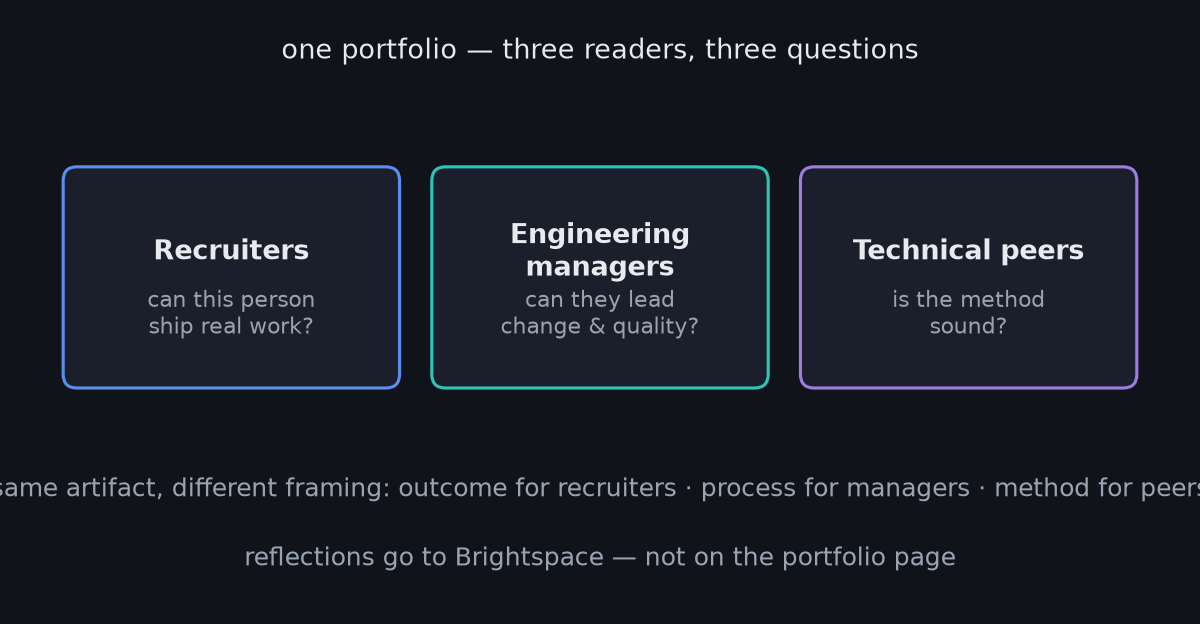 one portfolio — three readers, three questions
Recruiters
can this person
ship real work?
Engineering
managers
can they lead
change & quality?
Technical peers
is the method
sound?
same artifact, different framing: outcome for recruiters · process for managers · method for peers
reflections go to Brightspace — not on the portfolio page